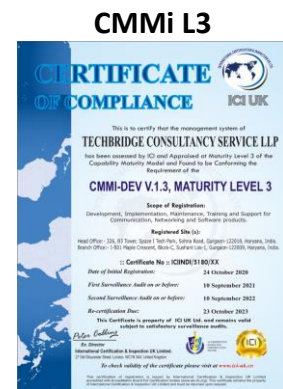 CMMi L3
CERTIFICATE
OF COMPLIANCE
ICI UK
This is to certify that the management system of
TECHBRIDGE CONSULTANCY SERVICE LLP
has been assessed by ICI and Appraised at Maturity Level 3 of the
Capability Maturity Model and Found to be Conforming the
Requirement of the
CMMI-DEV V.1.3, MATURITY LEVEL 3
Scope of Registration:
Development, Implementation, Maintenance, Training and Support for
Communication, Networking and Software products.
Registered Site (s):
:: Certificate No :: ICIINDI/5180/XX
Date of Initial Registration: 24 October 2020
First Surveillance Audit on or before: 10 September 2021
Second Surveillance Audit on or before: 18 September 2022
Re-certification Due: 23 October 2023
This Certificate is property of ICI UK Ltd. and remains valid
subject to satisfactory surveillance audits.
Ex. Director
International Certification & Inspection UK Limited
To check validity of the certificate please visit at www.icil.co.uk